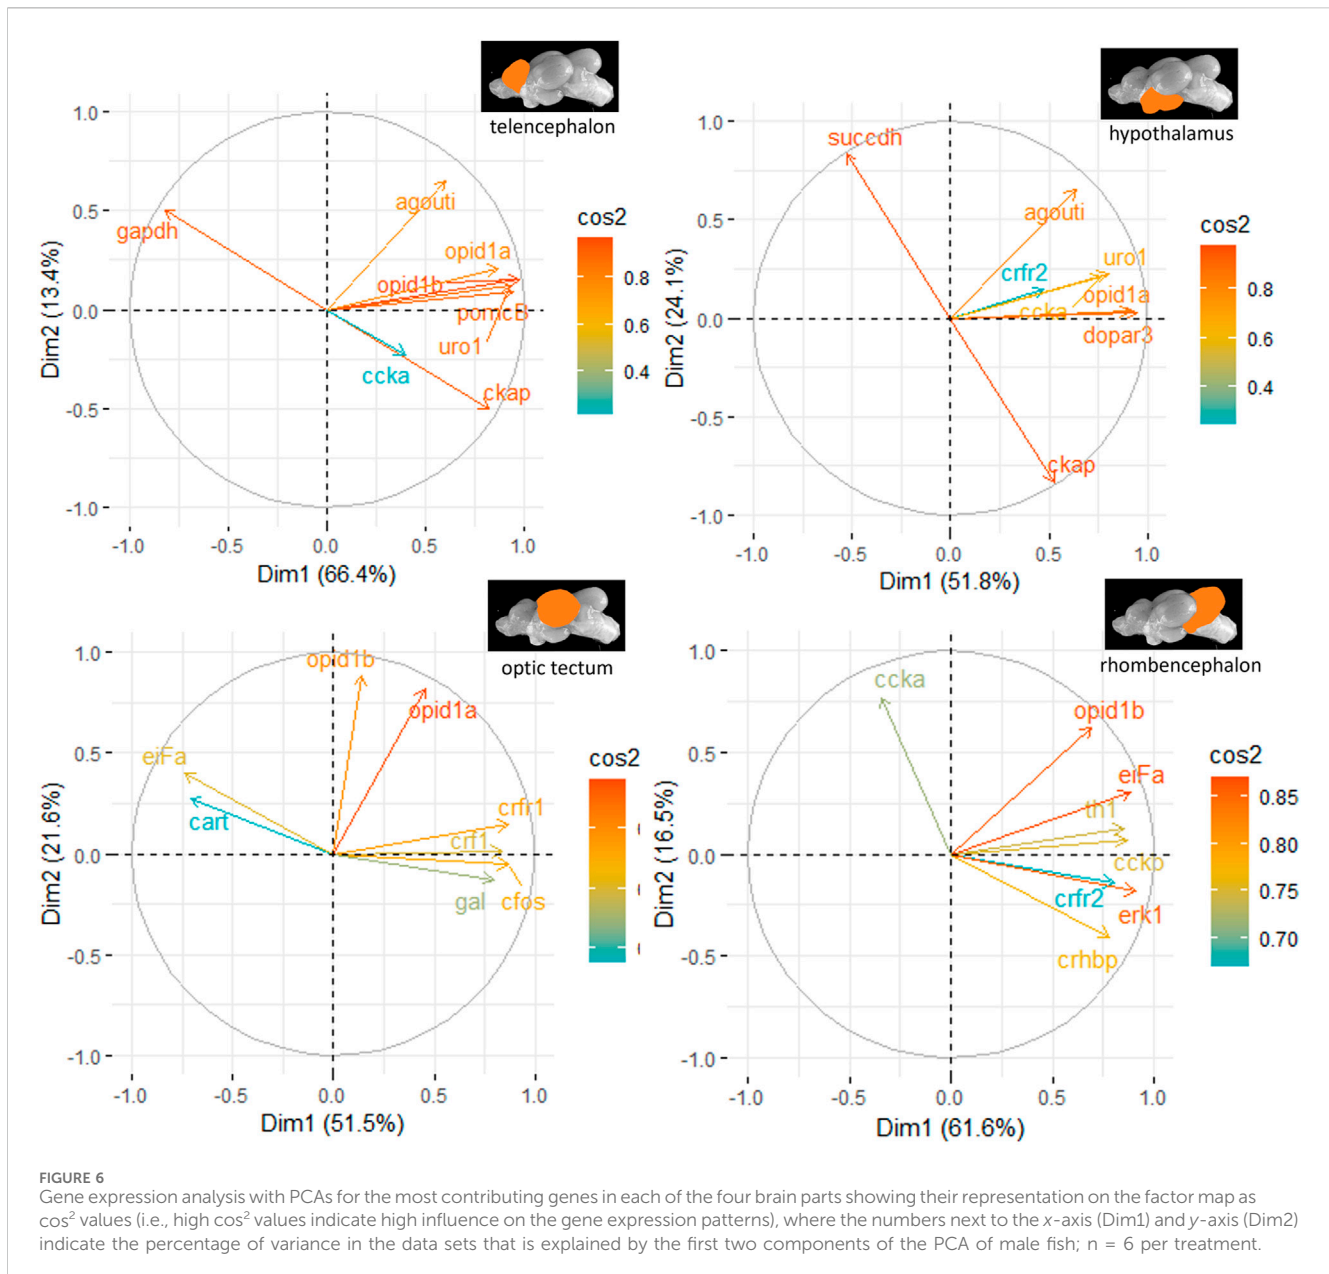 telencephalon
1.0
0.5
0.0
-0.5
-1.0
Dim2 (13.4%)
agouti
gapdh
opid1a
opid1b
pomcB
uro1
ccka
ckap
-1.0 -0.5 0.0 0.5 1.0
Dim1 (66.4%)
cos2
0.8
0.6
0.4
hypothalamus
1.0
0.5
0.0
-0.5
-1.0
Dim2 (24.1%)
succdh
agouti
crfr2
uro1
ccka
opid1a
dopar3
ckap
-1.0 -0.5 0.0 0.5 1.0
Dim1 (51.8%)
cos2
0.8
0.6
0.4
optic tectum
1.0
0.5
0.0
-0.5
-1.0
Dim2 (21.6%)
opid1b
opid1a
eiFa
cart
crfr1
crf1
gal
cfos
-1.0 -0.5 0.0 0.5 1.0
Dim1 (51.5%)
cos2
rhombencephalon
1.0
0.5
0.0
-0.5
-1.0
Dim2 (16.5%)
ccka
opid1b
eiFa
th1
crfr2
erk1
crhbp
-1.0 -0.5 0.0 0.5 1.0
Dim1 (61.6%)
cos2
0.85
0.80
0.75
0.70
FIGURE 6
Gene expression analysis with PCAs for the most contributing genes in each of the four brain parts showing their representation on the factor map as
cos² values (i.e., high cos² values indicate high influence on the gene expression patterns), where the numbers next to the x-axis (Dim1) and y-axis (Dim2)
indicate the percentage of variance in the data sets that is explained by the first two components of the PCA of male fish; n = 6 per treatment.